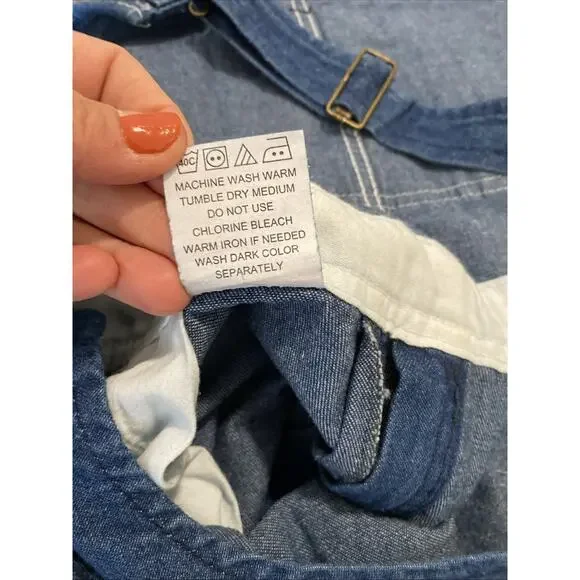 40C
MACHINE WASH WARM
TUMBLE DRY MEDIUM
DO NOT USE
CHLORINE BLEACH
WARM IRON IF NEEDED
WASH DARK COLOR
SEPARATELY